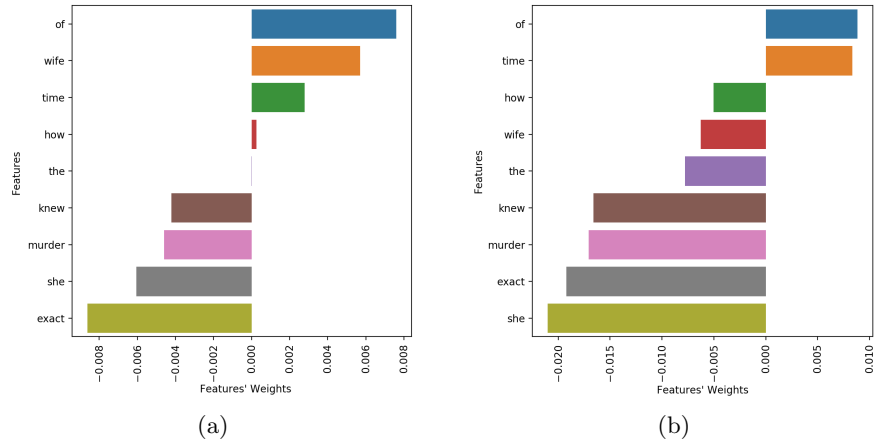 of
wife
time
how
the
knew
murder
she
exact
Features
−0.008
−0.006
−0.004
−0.002
0.000
0.002
0.004
0.006
0.008
Features' Weights
(a)
of
time
how
wife
the
knew
murder
exact
she
Features
−0.020
−0.015
−0.010
−0.005
0.000
0.005
0.010
Features' Weights
(b)